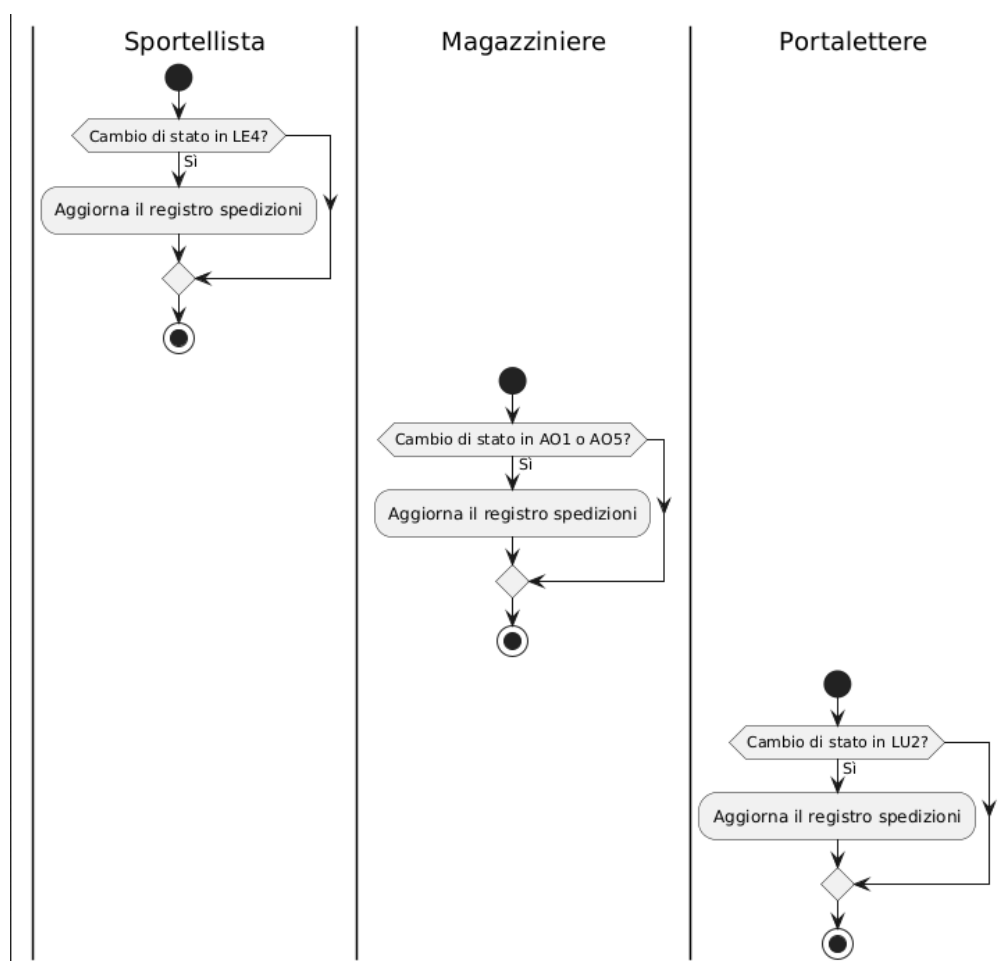 Sportellista
Magazziniere
Portalettere
Cambio di stato in LE4?
Sì
Aggiorna il registro spedizioni
Cambio di stato in AO1 o AO5?
Sì
Aggiorna il registro spedizioni
Cambio di stato in LU2?
Sì
Aggiorna il registro spedizioni